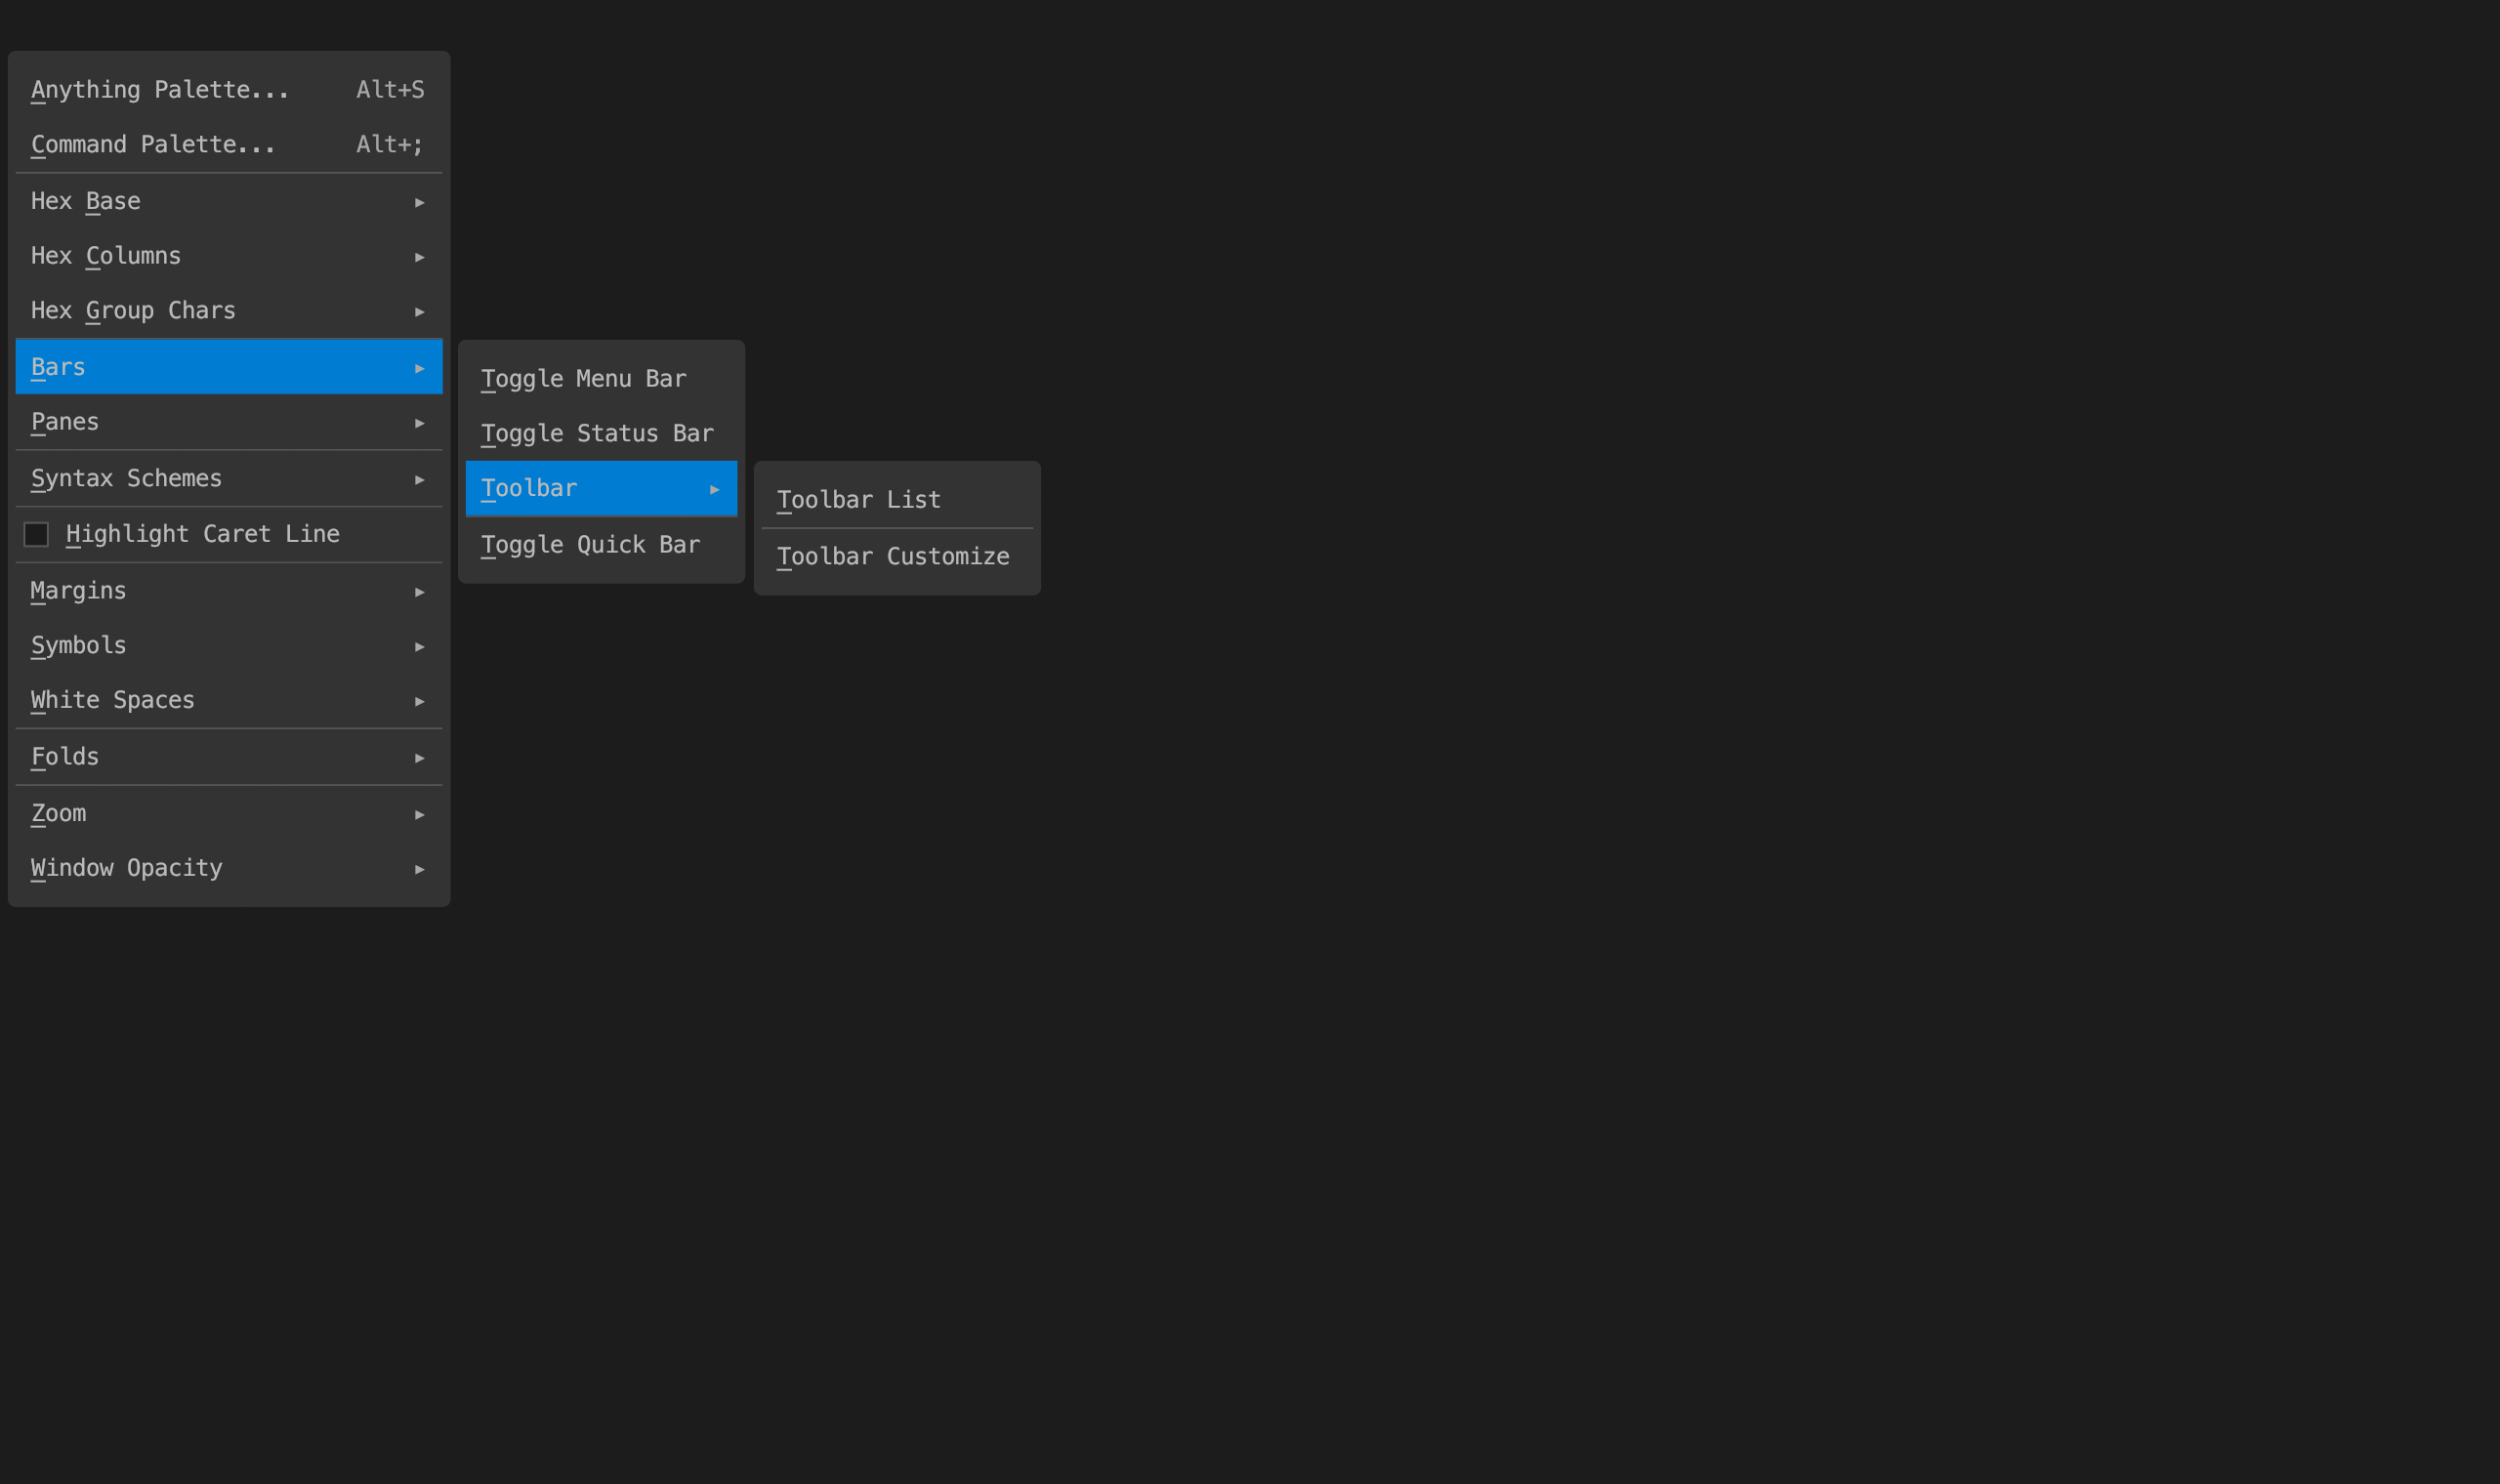 Anything Palette... Alt+S
Command Palette... Alt+;
Hex Base
Hex Columns
Hex Group Chars
Bars
Panes
Syntax Schemes
Highlight Caret Line
Margins
Symbols
White Spaces
Folds
Zoom
Window Opacity
Toggle Menu Bar
Toggle Status Bar
Toolbar
Toggle Quick Bar
Toolbar List
Toolbar Customize